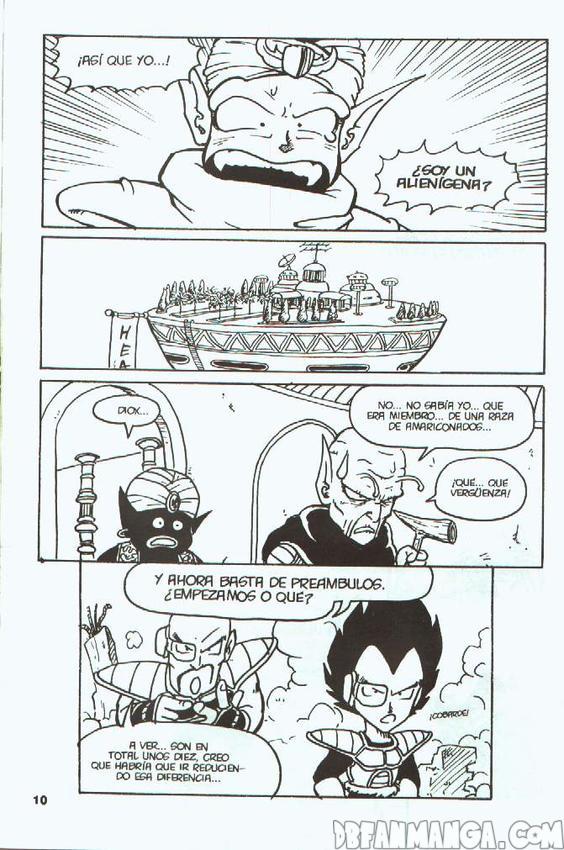 ¡ASÍ QUE YO...!
¿SOY UN
ALIENÍGENA?
HEA
DIOX...
NO... NO SABÍA YO... QUE
ERA MIEMBRO... DE UNA RAZA
DE AMARICONADOS...
¡QUE... QUE
VERGÜENZA!
Y AHORA BASTA DE PREAMBULOS.
¿EMPEZAMOS O QUE?
¡COBARDE!
A VER... SON EN
TOTAL UNOS DIEZ, CREO
QUE HABRÍA QUE IR REDUCIEN-
DO ESA DIFERENCIA...
10
DBFANMANGA.COM